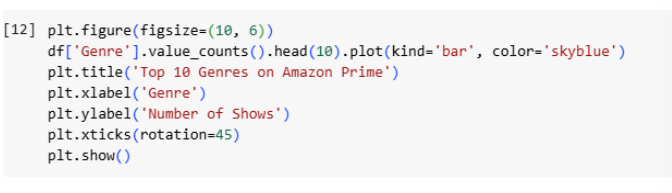 [12] plt.figure(figsize=(10, 6))
df['Genre'].value_counts().head(10).plot(kind='bar', color='skyblue')
plt.title('Top 10 Genres on Amazon Prime')
plt.xlabel('Genre')
plt.ylabel('Number of Shows')
plt.xticks(rotation=45)
plt.show()